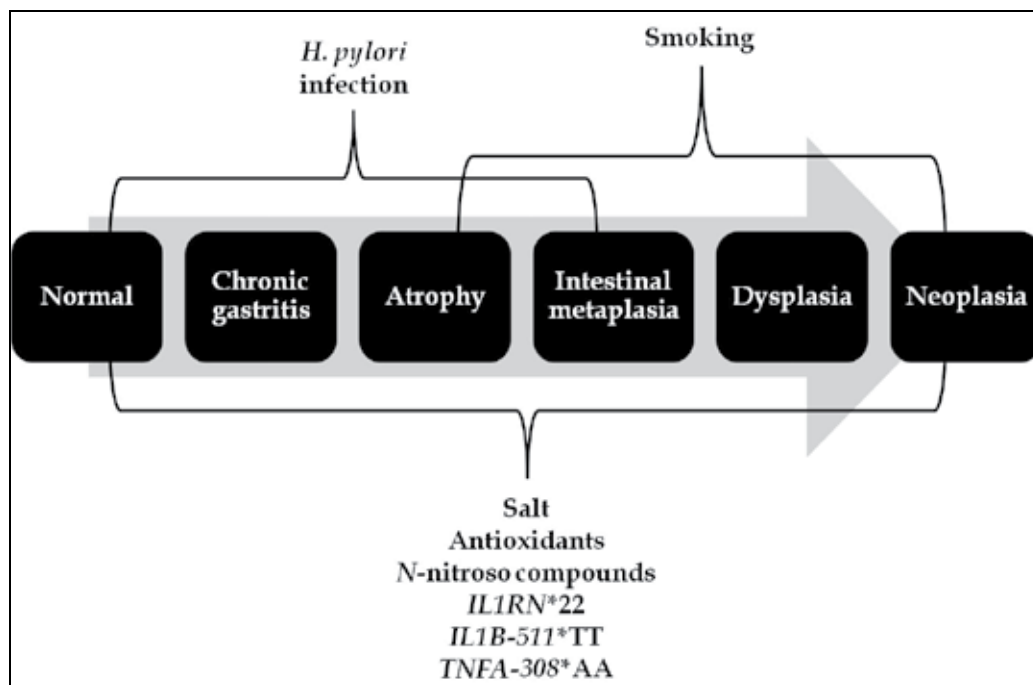 H. pylori
infection
Smoking
Normal
Chronic
gastritis
Atrophy
Intestinal
metaplasia
Dysplasia
Neoplasia
Salt
Antioxidants
N-nitroso compounds
IL1RN*22
IL1B-511*TT
TNFA-308*AA